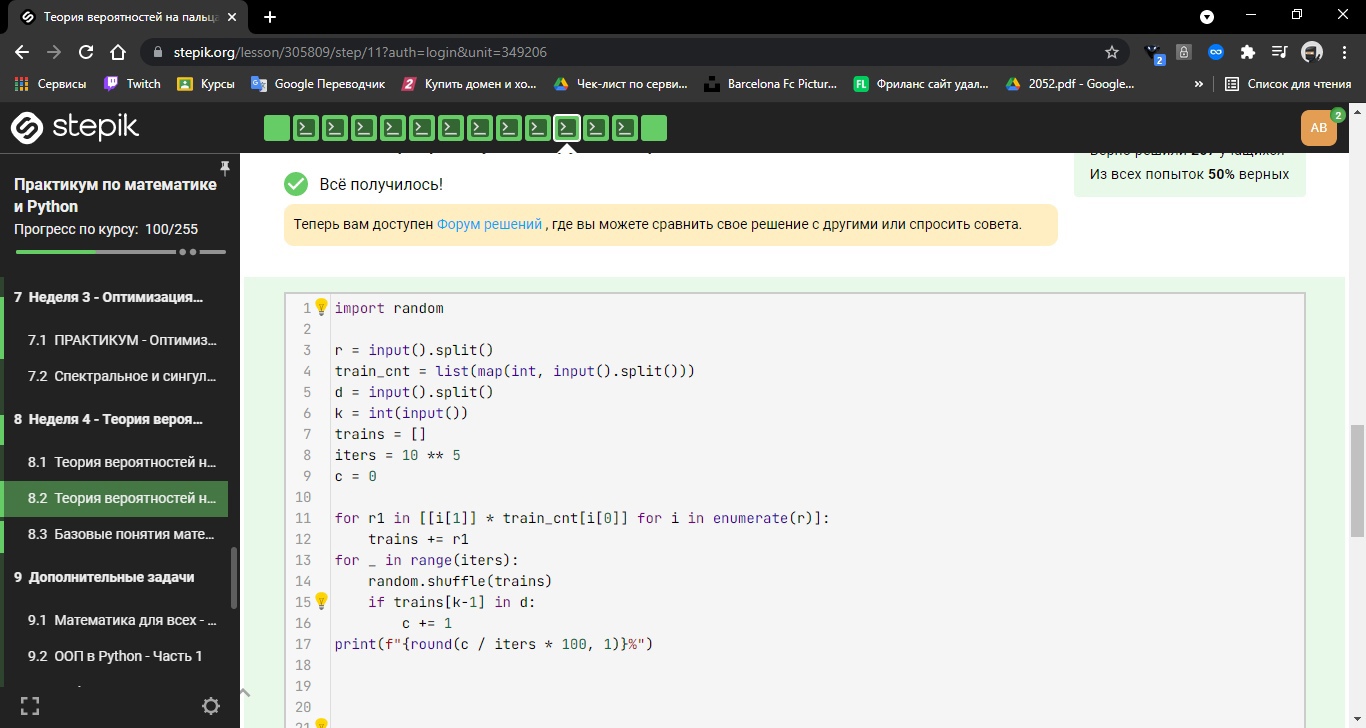 Теория вероятностей на пальца
stepik.org/lesson/305809/step/11?auth=login&unit=349206
2
Сервисы Twitch Курсы Google Переводчик Купить домен и хо... Чек-лист по серви... Barcelona Fc Pictur... FL Фриланс сайт удал... 2052.pdf - Google... » Список для чтения
stepik
AB 2
Практикум по математике
и Python
Прогресс по курсу: 100/255
7 Неделя 3 - Оптимизация...
7.1 ПРАКТИКУМ - Оптимиз...
7.2 Спектральное и сингул...
8 Неделя 4 - Теория вероя...
8.1 Теория вероятностей н...
8.2 Теория вероятностей н...
8.3 Базовые понятия мате...
9 Дополнительные задачи
9.1 Математика для всех - ...
9.2 ООП в Python - Часть 1
Всё получилось!
Теперь вам доступен Форум решений , где вы можете сравнить свое решение с другими или спросить совета.
Из всех попыток 50% верных
1 import random
2
3 r = input().split()
4 train_cnt = list(map(int, input().split()))
5 d = input().split()
6 k = int(input())
7 trains = []
8 iters = 10 ** 5
9 c = 0
10
11 for r1 in [[i[1]] * train_cnt[i[0]] for i in enumerate(r)]:
12     trains += r1
13 for _ in range(iters):
14     random.shuffle(trains)
15     if trains[k-1] in d:
16         c += 1
17 print(f"{round(c / iters * 100, 1)}%")
18
19
20
21